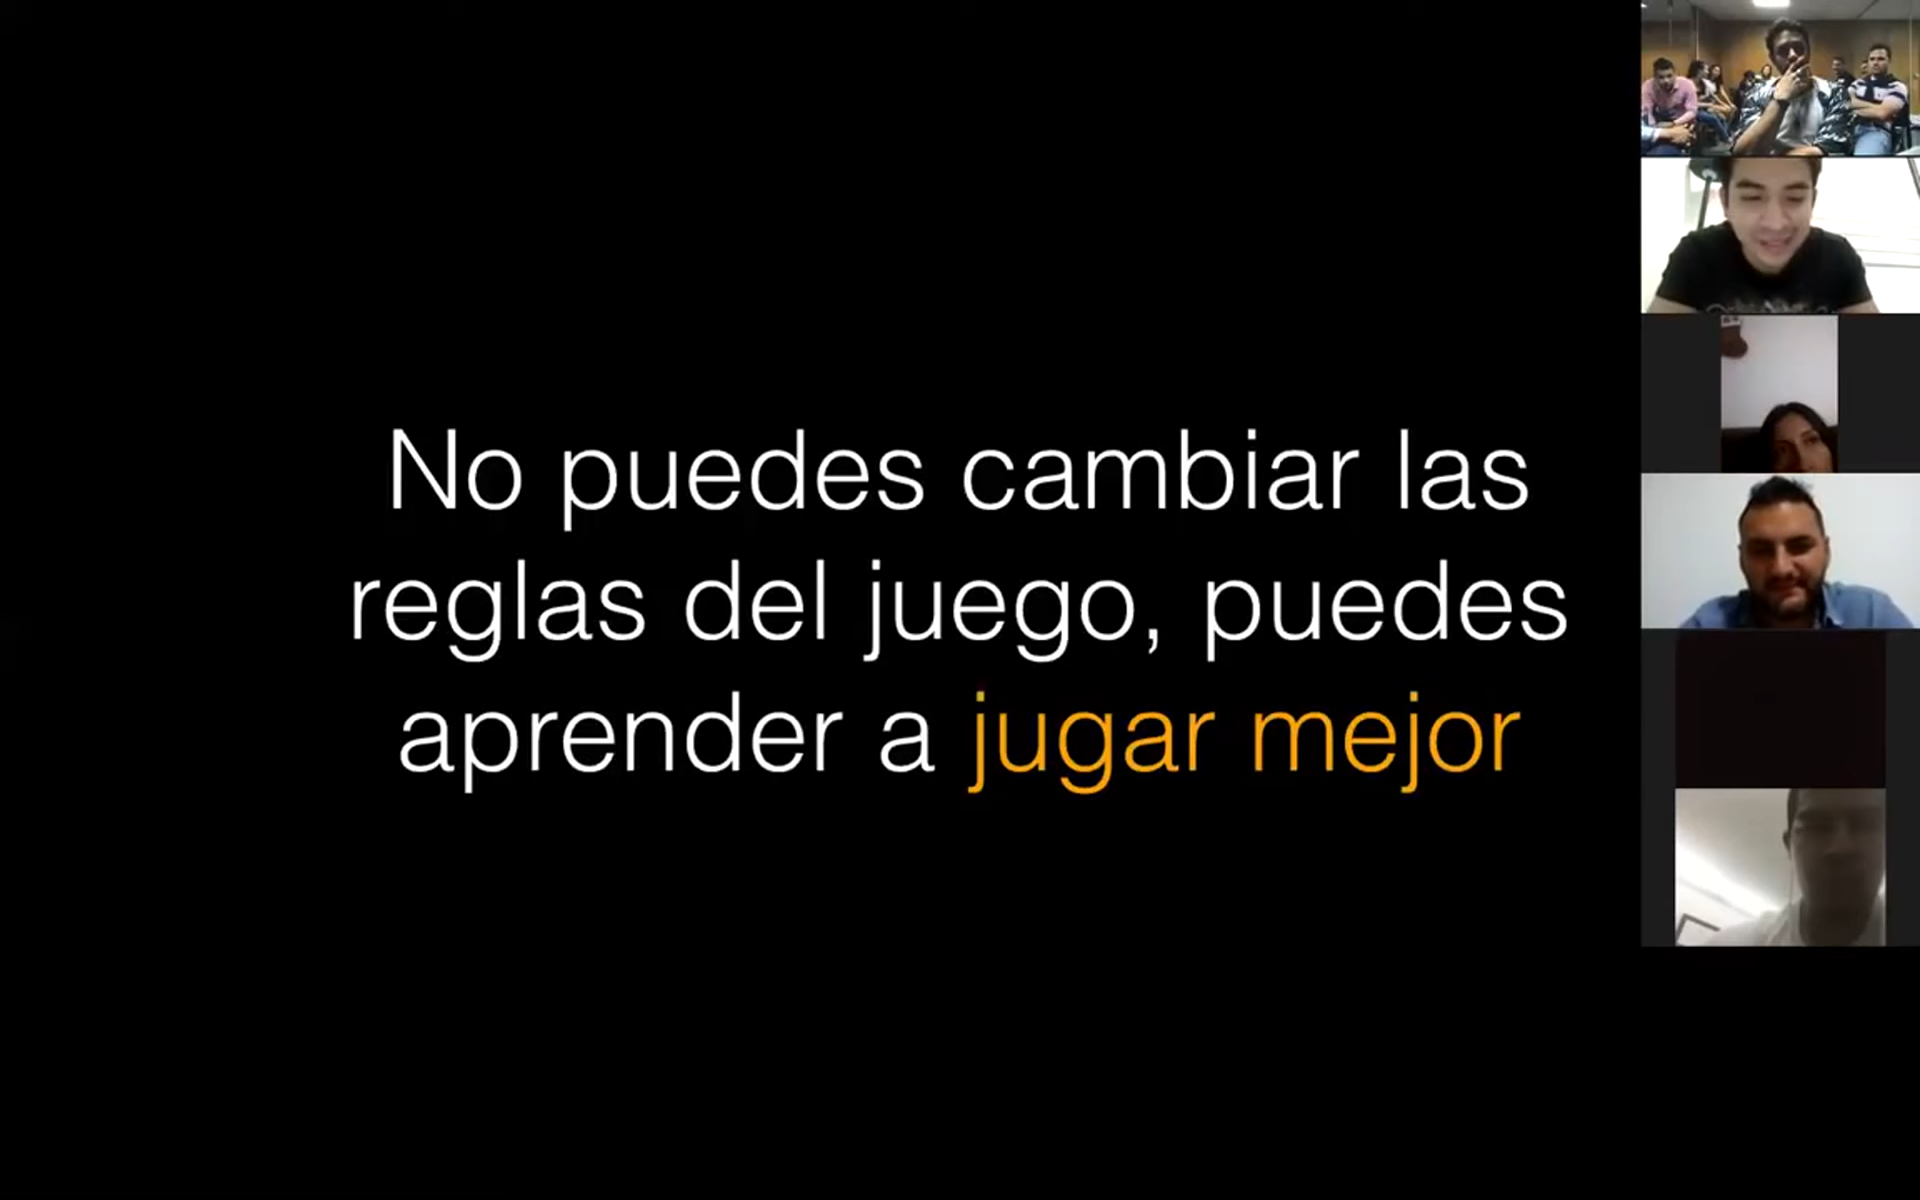 No puedes cambiar las
reglas del juego, puedes
aprender a jugar mejor